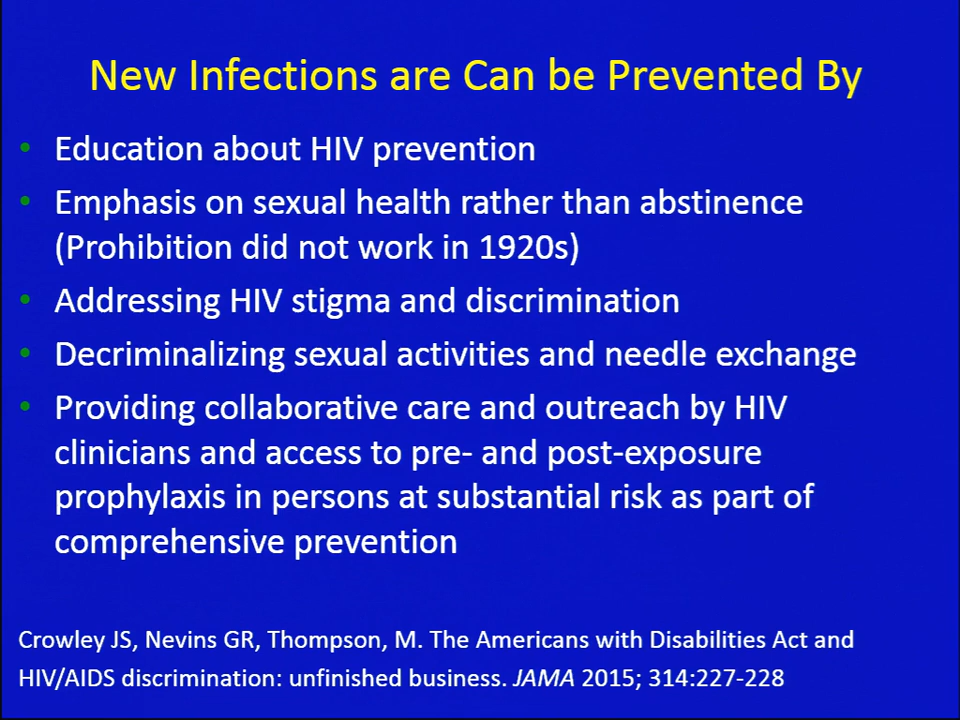 New Infections are Can be Prevented By
• Education about HIV prevention
• Emphasis on sexual health rather than abstinence
(Prohibition did not work in 1920s)
• Addressing HIV stigma and discrimination
• Decriminalizing sexual activities and needle exchange
• Providing collaborative care and outreach by HIV
clinicians and access to pre- and post-exposure
prophylaxis in persons at substantial risk as part of
comprehensive prevention
Crowley JS, Nevins GR, Thompson, M. The Americans with Disabilities Act and
HIV/AIDS discrimination: unfinished business. JAMA 2015; 314:227-228